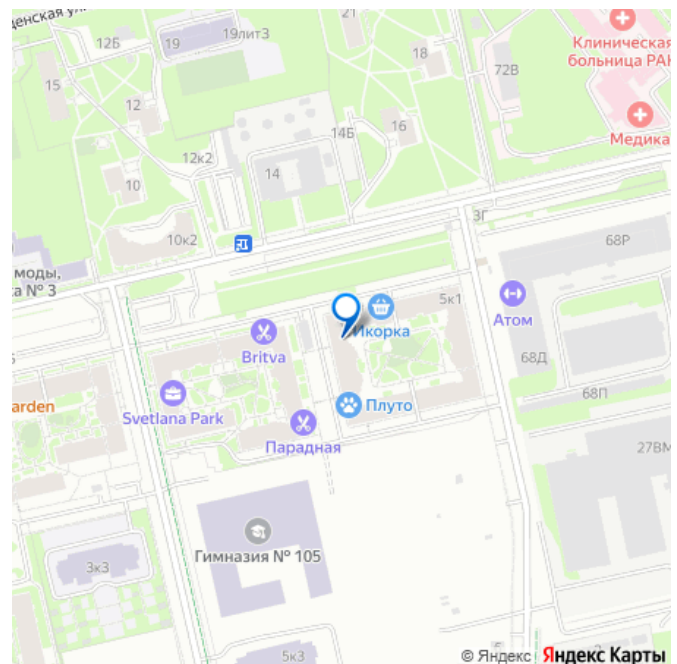 21
19лит3
12Б
19
18
Клиническая
больница РАН
72В
15
12
Медика
16
14Б
12к2
14
10
3Г
68Р
10к2
моды,
а № 3
5к1
Икорка
Атом
Britva
68Д
68П
Svetlana Park
Плуто
arden
Парадная
27ВМ
Гимназия № 105
3к3
5к3
© Яндекс Яндекс Карты